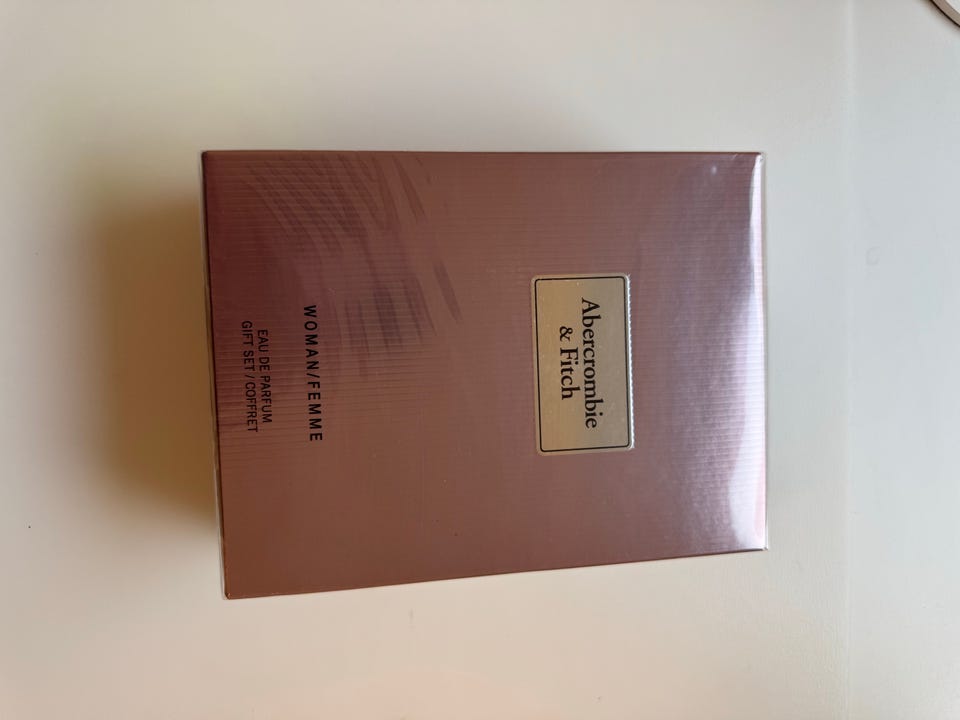 Abercrombie
& Fitch
WOMAN/FEMME
EAU DE PARFUM
GIFT SET / COFFRET